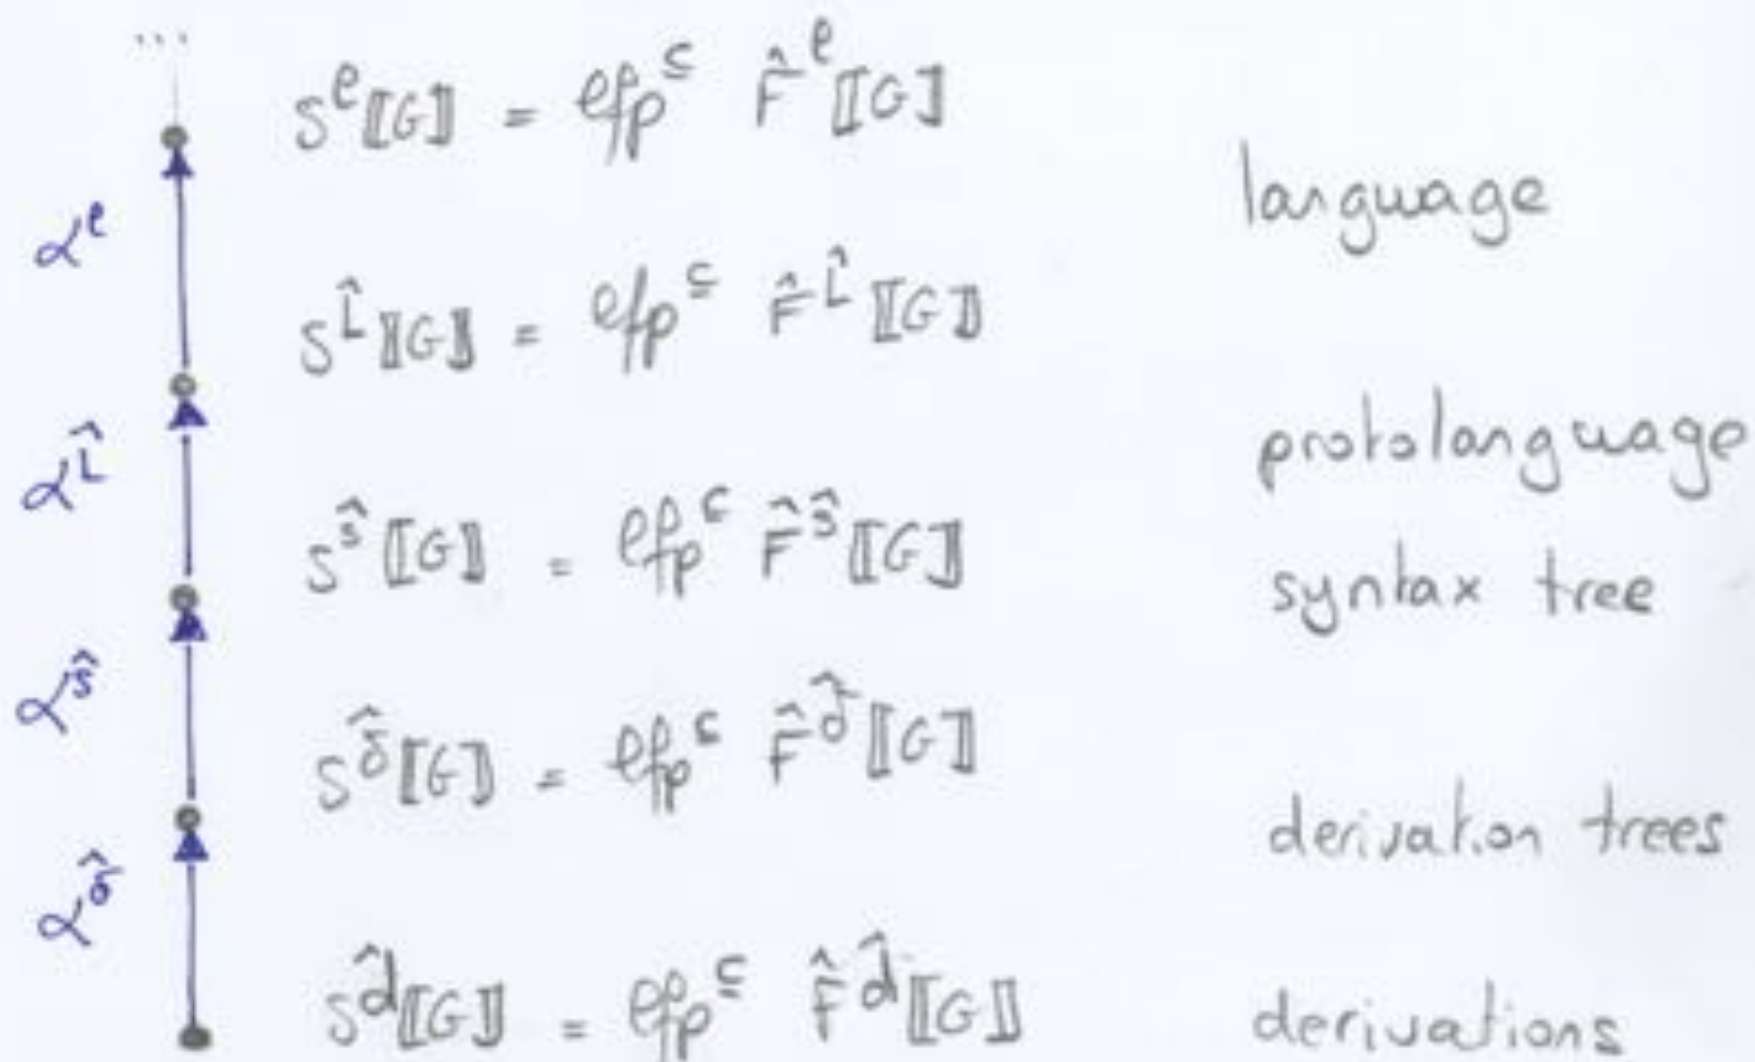 ...
S^ℓ⟦G⟧ = ℓfp^⊆ F̂^ℓ⟦G⟧
language
α^ℓ
S^L̂⟦G⟧ = ℓfp^⊆ F̂^L̂⟦G⟧
protolanguage
α^L̂
S^ŝ⟦G⟧ = ℓfp^⊆ F̂^ŝ⟦G⟧
syntax tree
α^ŝ
S^δ̂⟦G⟧ = ℓfp^⊆ F̂^δ̂⟦G⟧
derivation trees
α^δ̂
S^d̂⟦G⟧ = ℓfp^⊆ F̂^d̂⟦G⟧
derivations